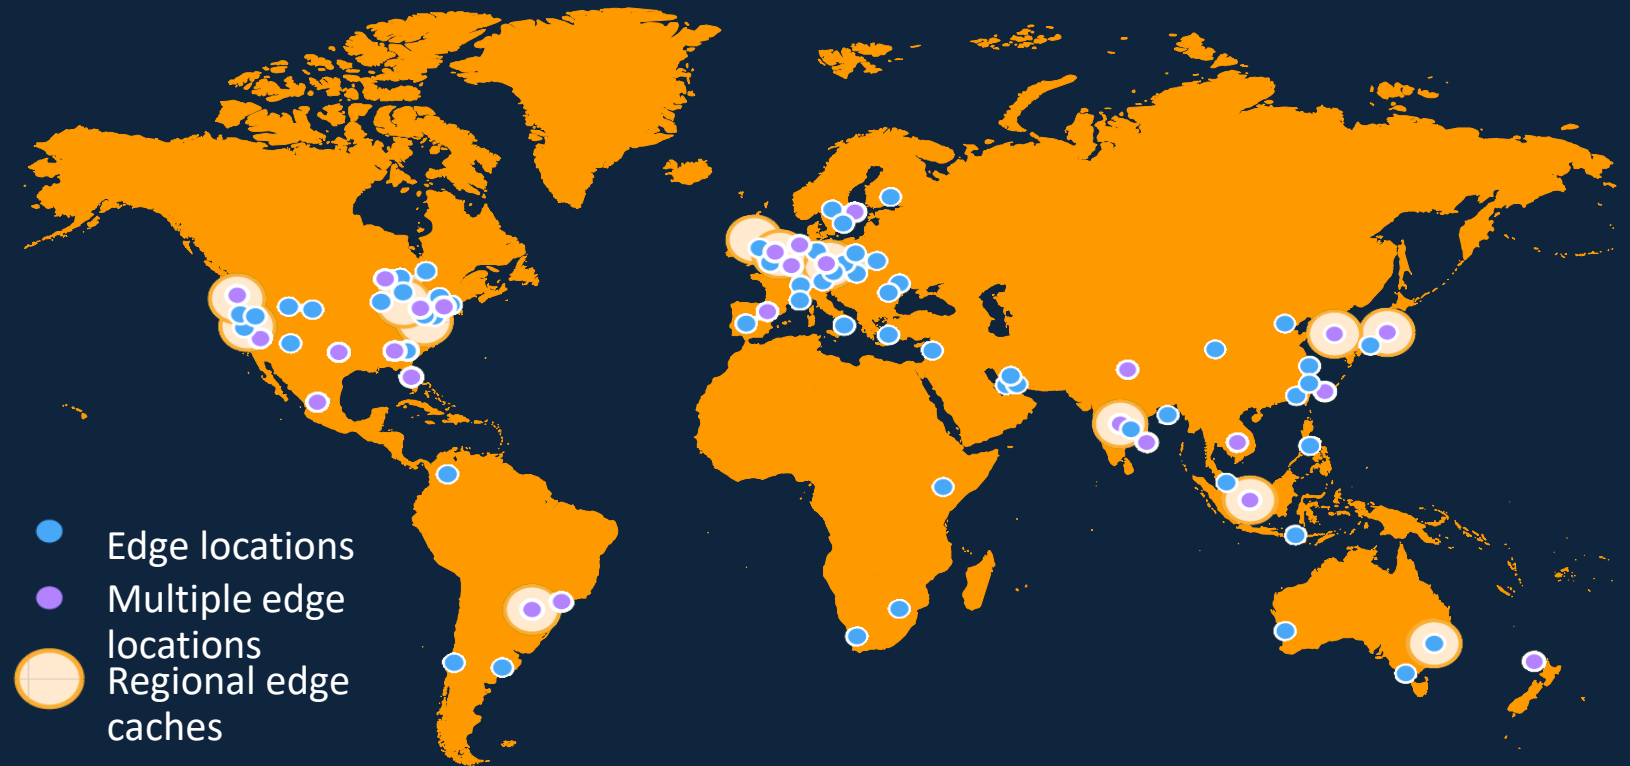 Edge locations
Multiple edge
locations
Regional edge
caches